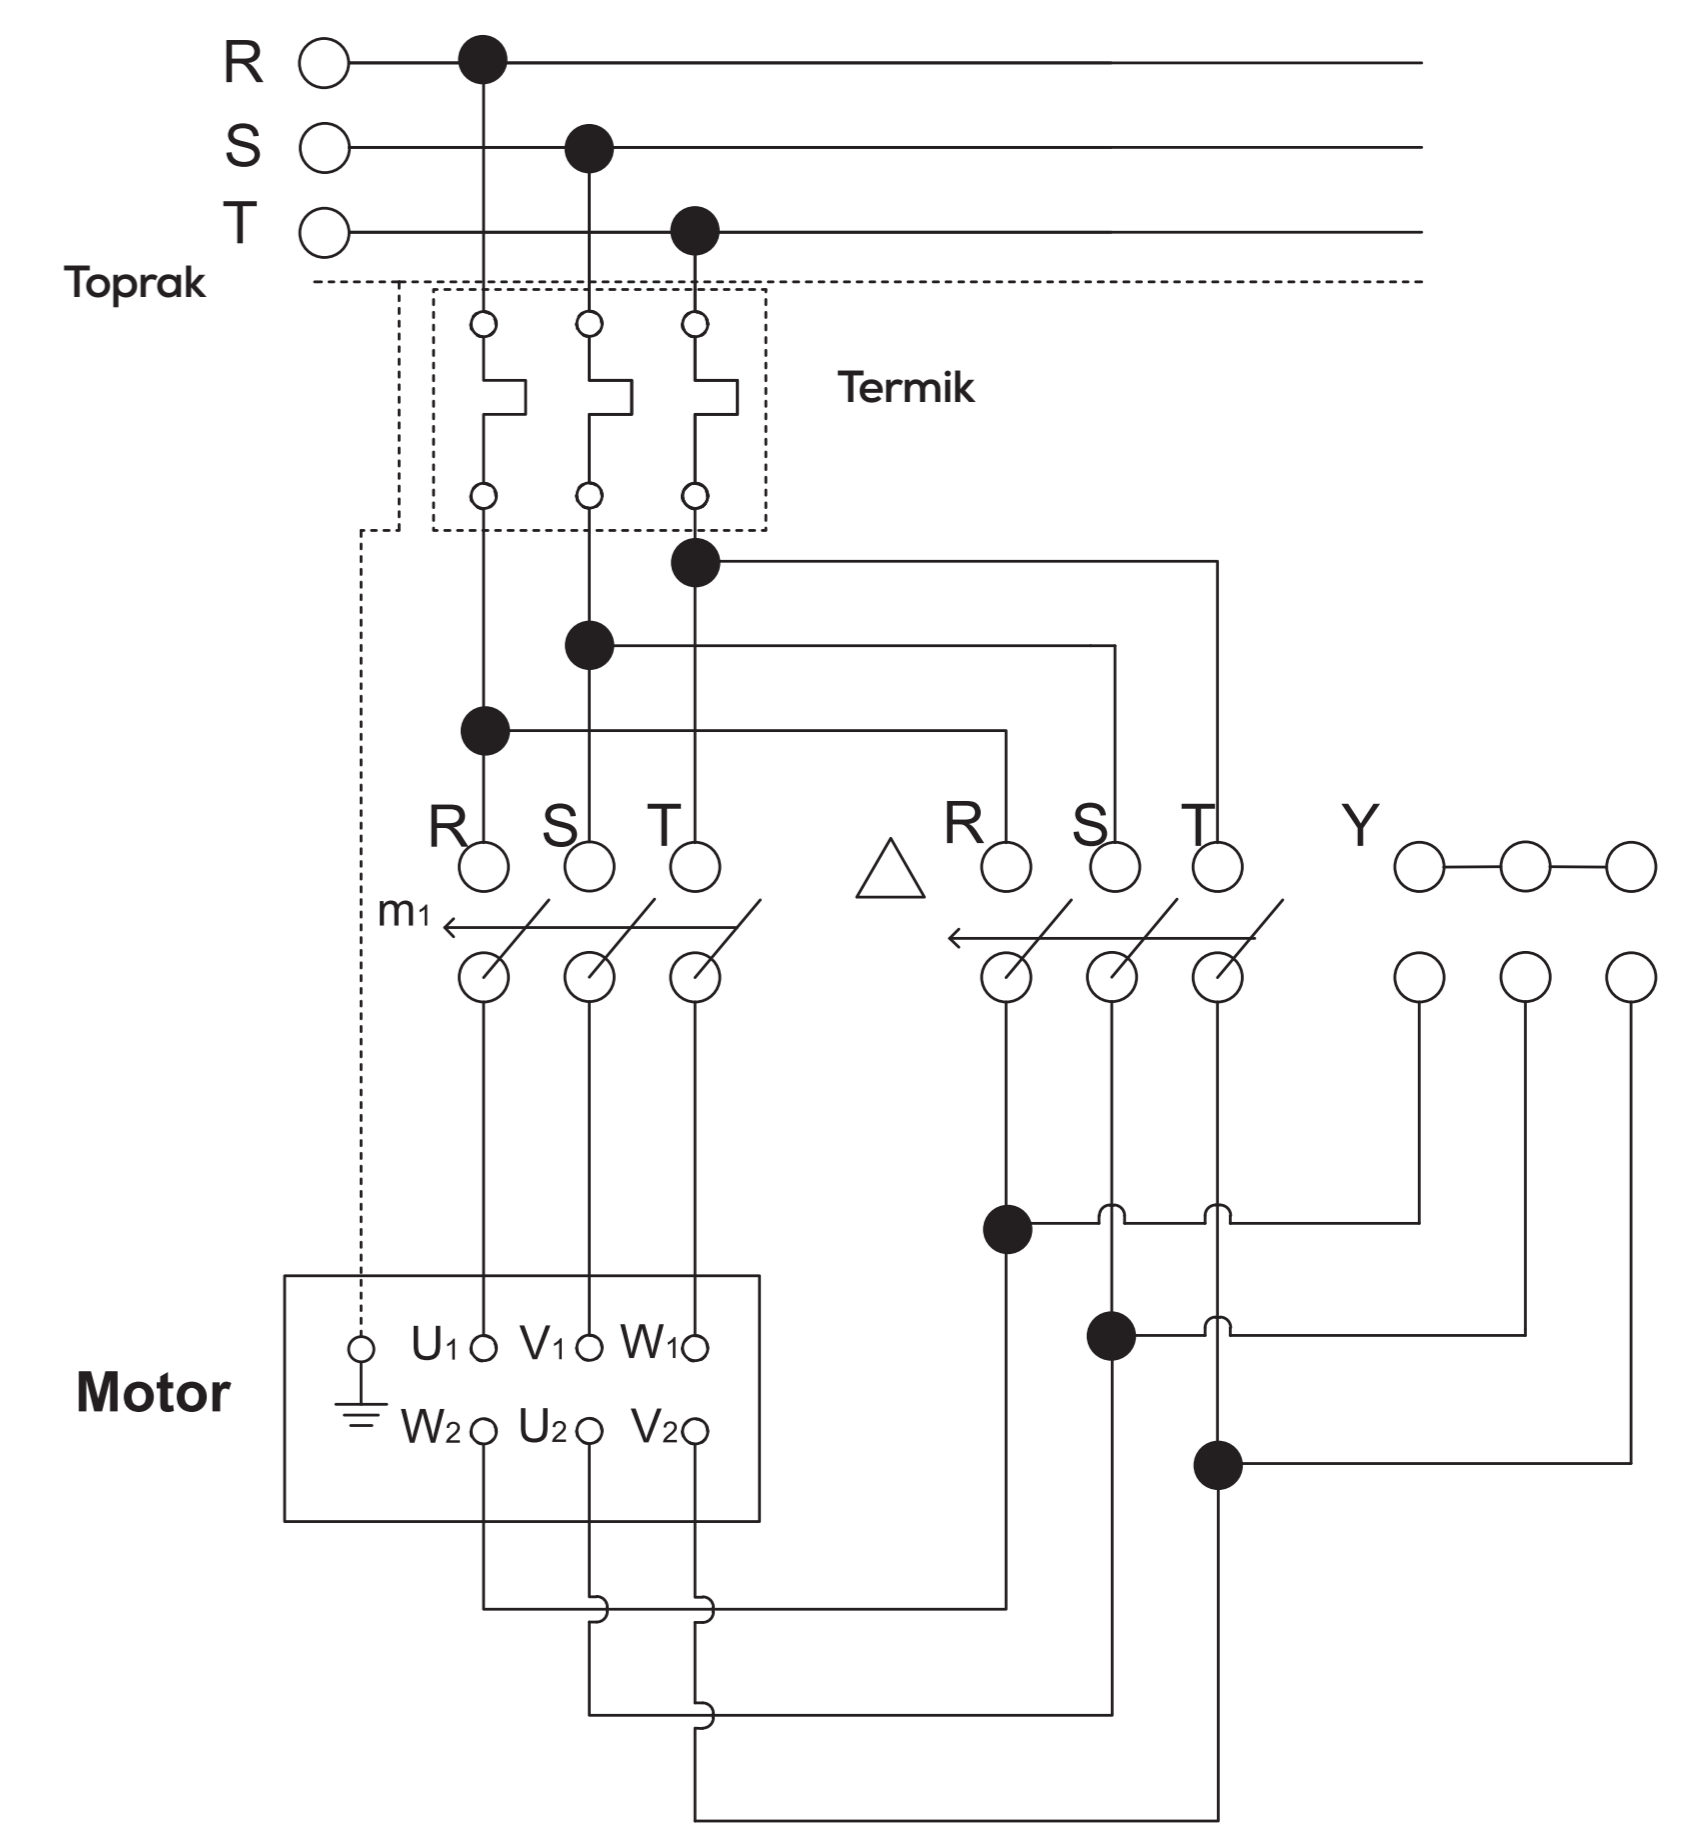 R
S
T
Toprak
Termik
R S T
R S T
Y
m1
U1 V1 W1
Motor
W2 U2 V2